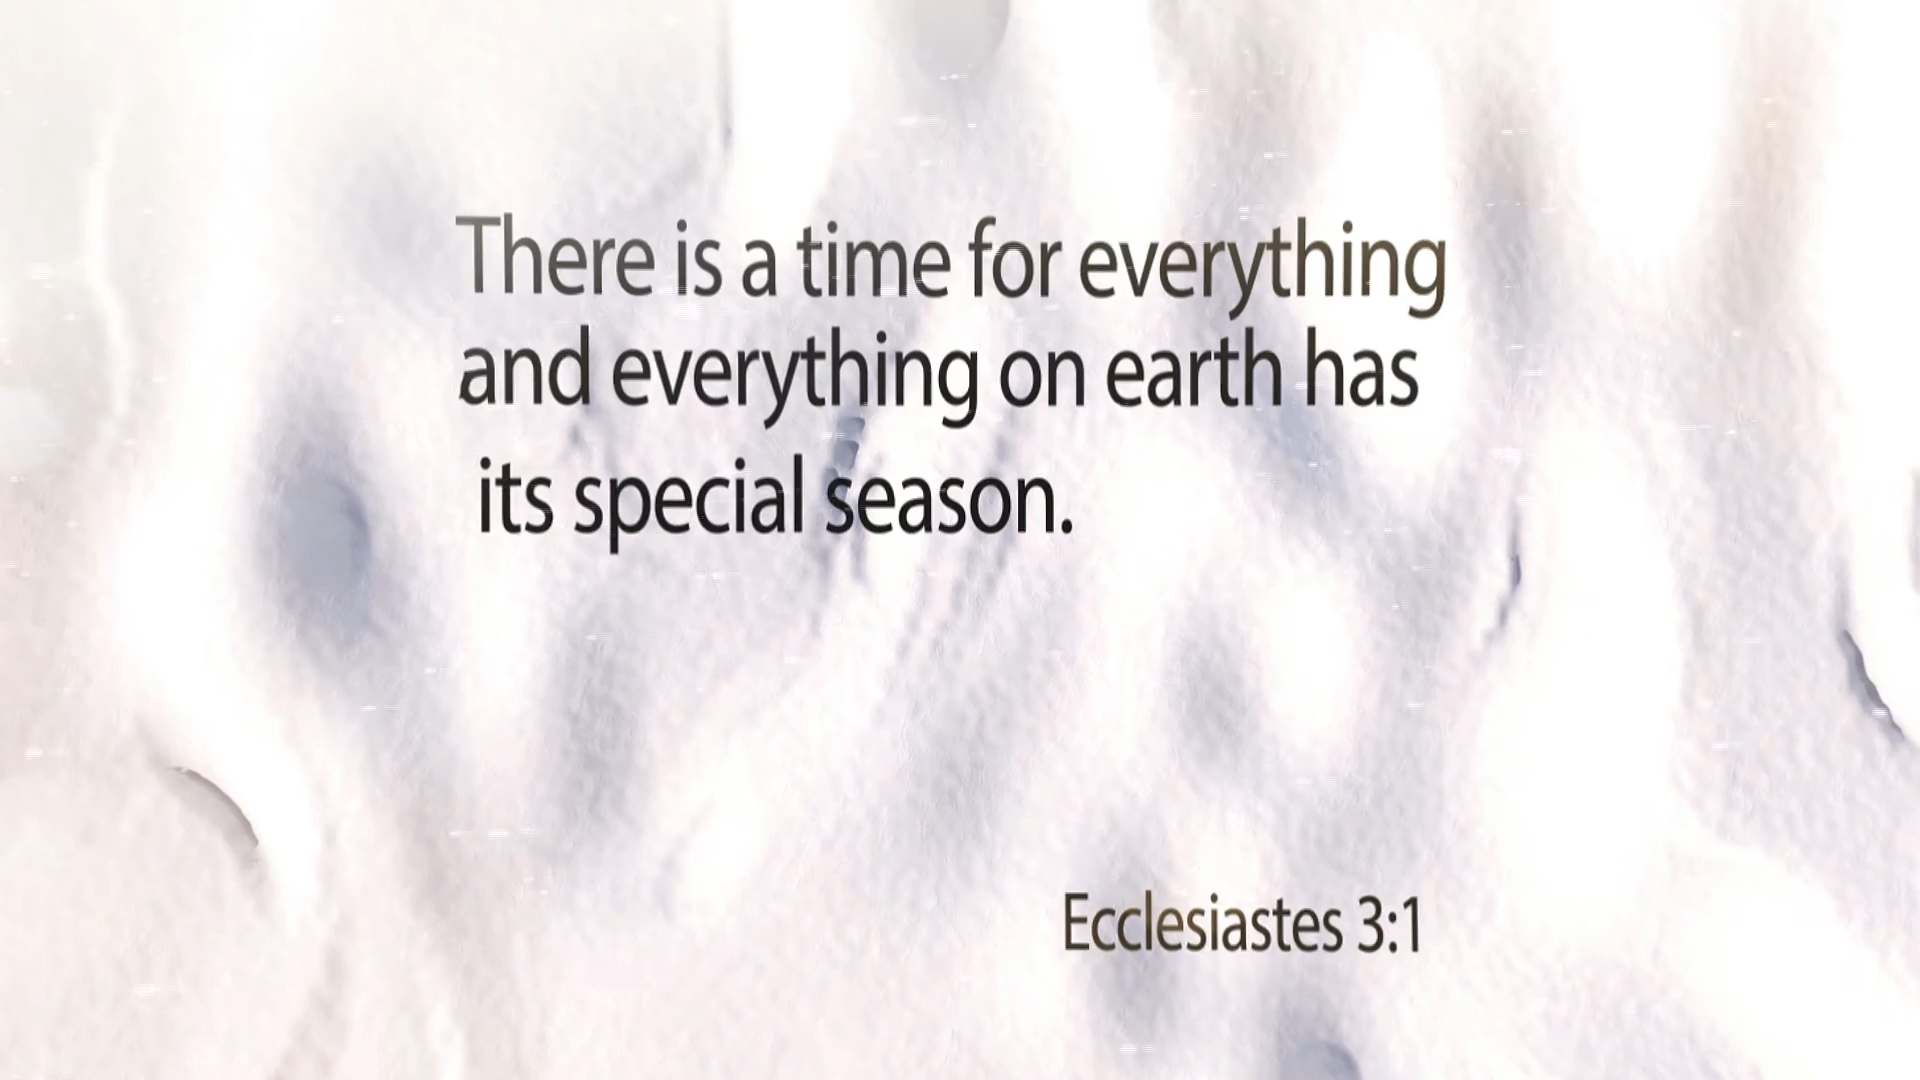 There is a time for everything
and everything on earth has
its special season.
Ecclesiastes 3:1